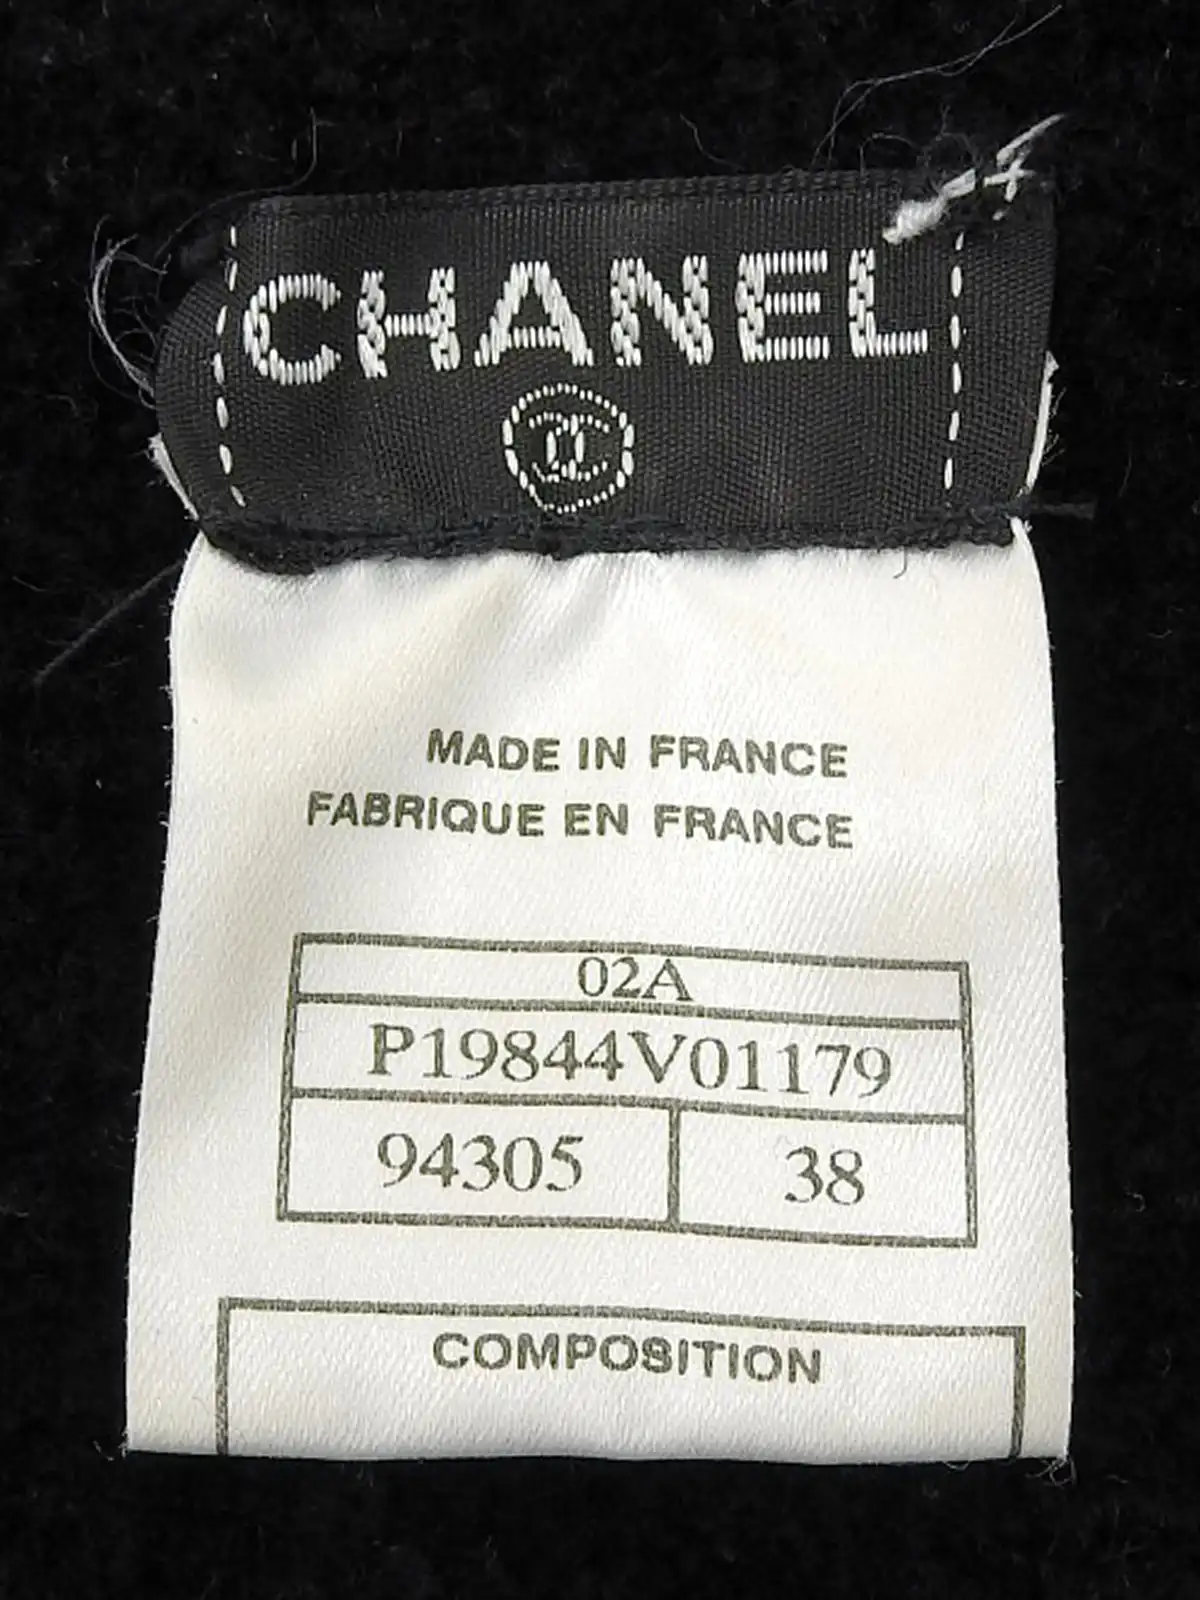 CHANEL
MADE IN FRANCE
FABRIQUE EN FRANCE
02A
P19844V01179
94305 38
COMPOSITION